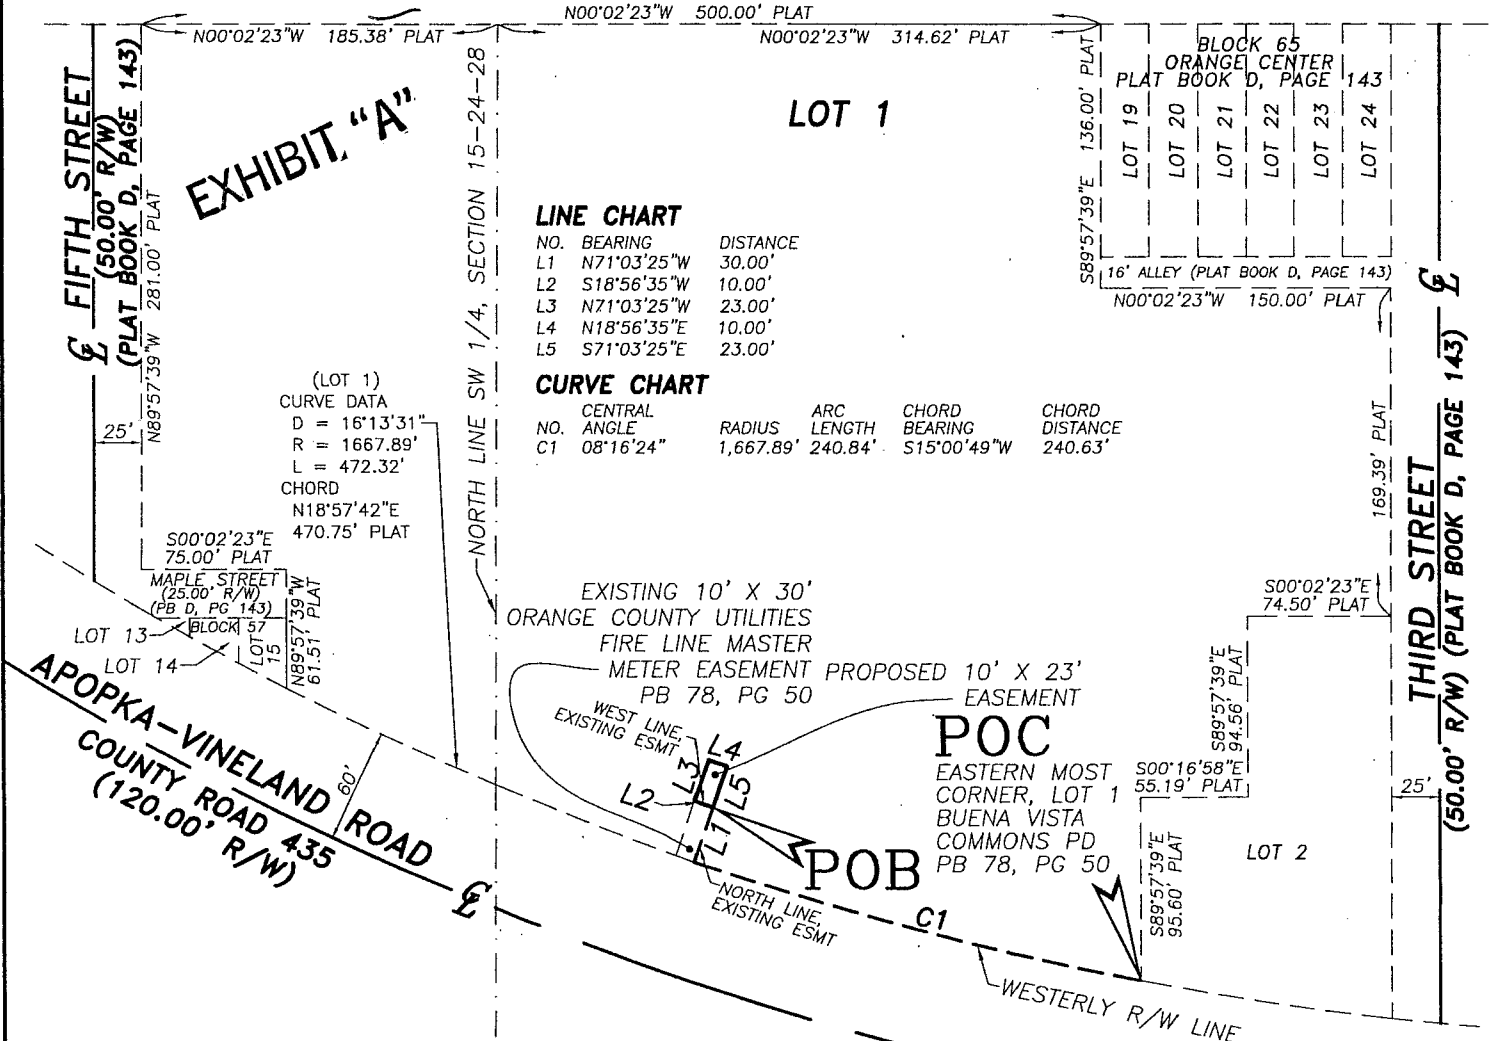 N00°02'23"W 500.00' PLAT
N00°02'23"W 185.38' PLAT
N00°02'23"W 314.62' PLAT
℄ FIFTH STREET
(50.00' R/W)
(PLAT BOOK D, PAGE 143)
N89°57'39"W 281.00' PLAT
25'
EXHIBIT "A"
NORTH LINE SW 1/4, SECTION 15-24-28
LOT 1
S89°57'39"E 136.00' PLAT
BLOCK 65
ORANGE CENTER
PLAT BOOK D, PAGE 143
LOT 19
LOT 20
LOT 21
LOT 22
LOT 23
LOT 24
16' ALLEY (PLAT BOOK D, PAGE 143)
N00°02'23"W 150.00' PLAT
LINE CHART
NO. BEARING DISTANCE
L1 N71°03'25"W 30.00'
L2 S18°56'35"W 10.00'
L3 N71°03'25"W 23.00'
L4 N18°56'35"E 10.00'
L5 S71°03'25"E 23.00'
CURVE CHART
CENTRAL ARC CHORD CHORD
NO. ANGLE RADIUS LENGTH BEARING DISTANCE
C1 08°16'24" 1,667.89' 240.84' S15°00'49"W 240.63'
(LOT 1)
CURVE DATA
D = 16°13'31"
R = 1667.89'
L = 472.32'
CHORD
N18°57'42"E
470.75' PLAT
169.39' PLAT
℄
THIRD STREET
(50.00' R/W) (PLAT BOOK D, PAGE 143)
S00°02'23"E
75.00' PLAT
MAPLE STREET
(25.00' R/W)
(PB D, PG 143)
BLOCK 57
LOT 13
LOT 14
LOT
15
N89°57'39"W
61.51' PLAT
APOPKA-VINELAND ROAD
COUNTY ROAD 435
(120.00' R/W)
60'
℄
EXISTING 10' X 30'
ORANGE COUNTY UTILITIES
FIRE LINE MASTER
METER EASEMENT
PB 78, PG 50
PROPOSED 10' X 23'
EASEMENT
WEST LINE,
EXISTING ESMT
L4
L3
L5
L2
L1
POB
NORTH LINE,
EXISTING ESMT
POC
EASTERN MOST
CORNER, LOT 1
BUENA VISTA
COMMONS PD
PB 78, PG 50
S00°02'23"E
74.50' PLAT
S89°57'39"E
94.56' PLAT
S00°16'58"E
55.19' PLAT
25'
S89°57'39"E
95.60' PLAT
LOT 2
C1
WESTERLY R/W LINE